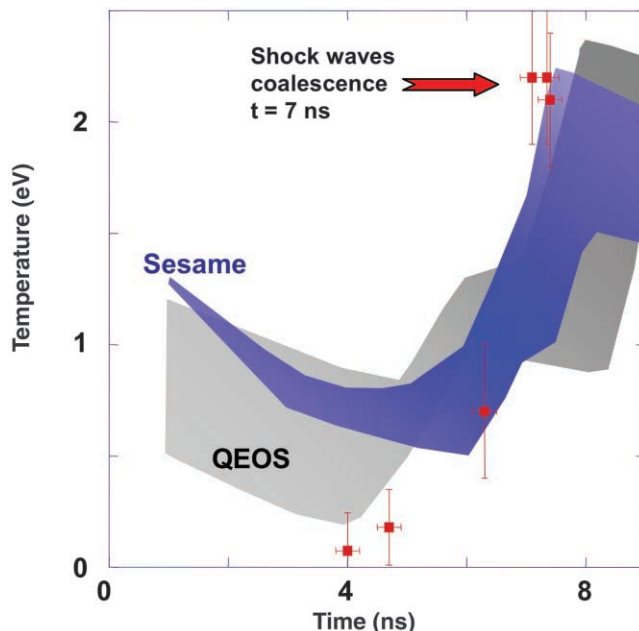 Shock waves
coalescence
t = 7 ns
2
Sesame
1
QEOS
0
0
4
8
Temperature (eV)
Time (ns)